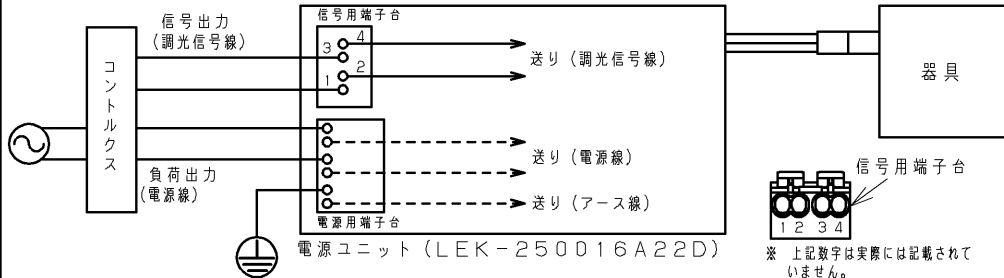 信号出力
(調光信号線)
コントルクス
負荷出力
(電源線)
信号用端子台
3
4
1
2
送り (調光信号線)
送り (電源線)
送り (アース線)
電源用端子台
電源ユニット (LEK-250016A22D)
器具
信号用端子台
1 2 3 4
※ 上記数字は実際には記載されて
いません。